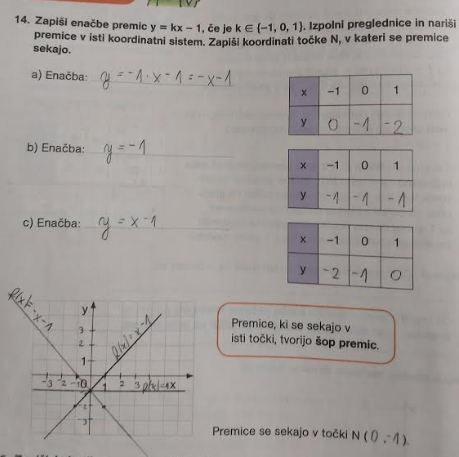 14. Zapiši enačbe premic y = kx – 1, če je k ∈ {–1, 0, 1}. Izpolni preglednice in nariši
premice v isti koordinatni sistem. Zapiši koordinati točke N, v kateri se premice
sekajo.
a) Enačba: y = -1 · x - 1 = -x-1
x –1 0 1
y 0 -1 -2
b) Enačba: y = -1
x –1 0 1
y -1 -1 -1
c) Enačba: y = x -1
x –1 0 1
y -2 -1 0
f(x)=-x-1
y
f(x)=x-1
3
2
1
-3 -2 -1 0 1 2 3 x
Premice, ki se sekajo v
isti točki, tvorijo šop premic.
Premice se sekajo v točki N (0,-1).